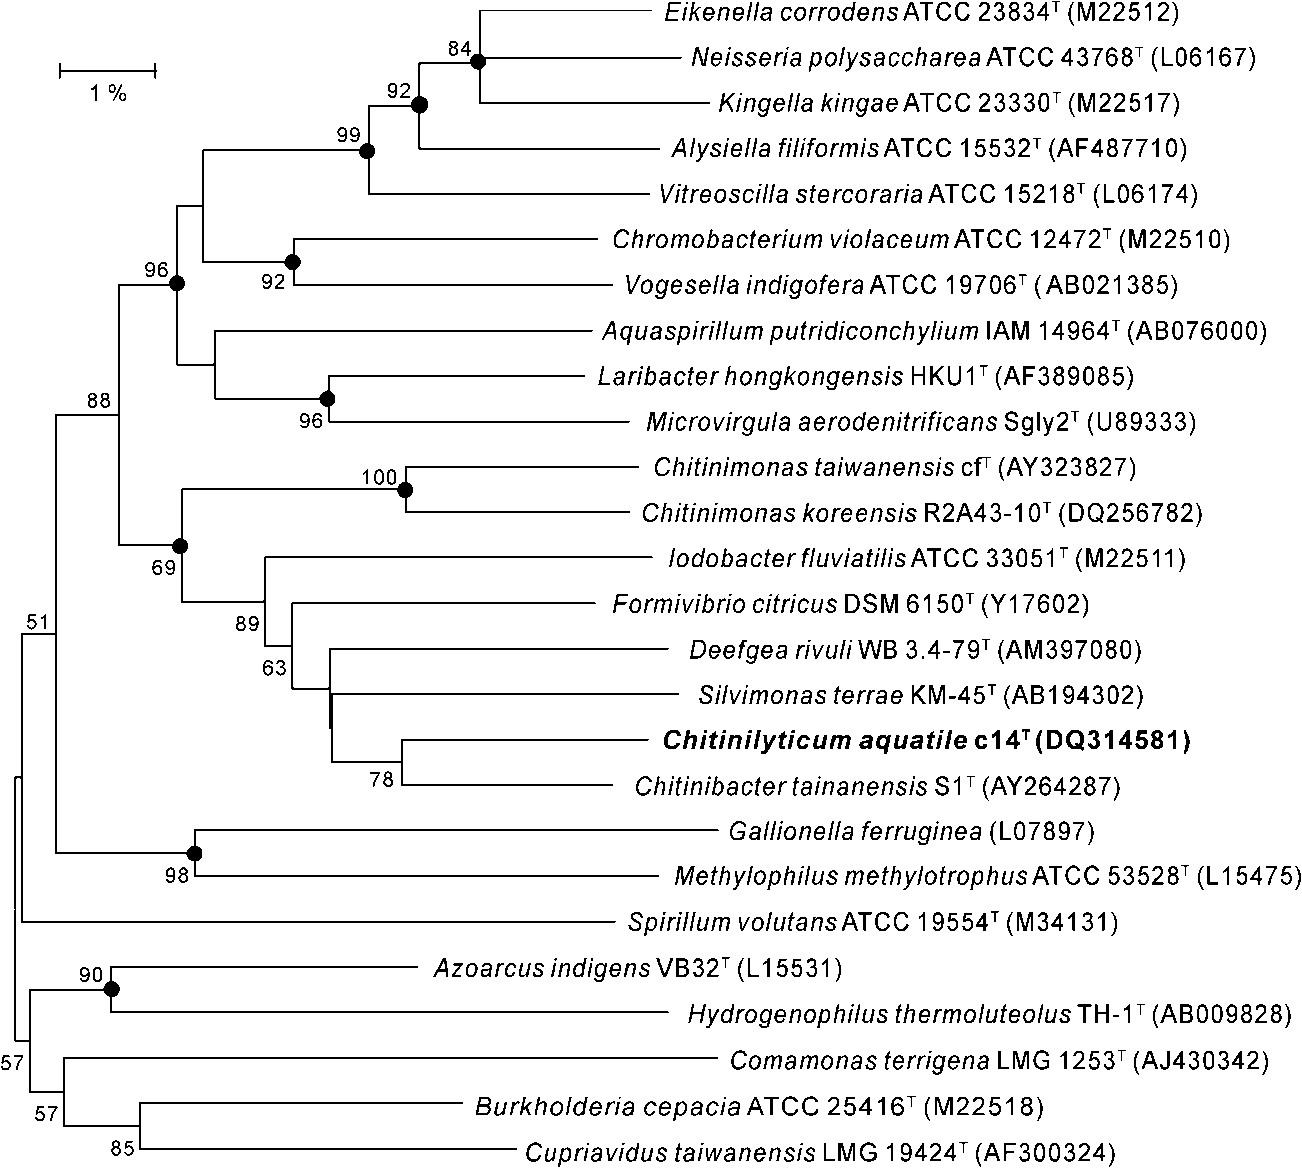 Eikenella corrodens ATCC 23834ᵀ (M22512)
84
Neisseria polysaccharea ATCC 43768ᵀ (L06167)
1 %
92
Kingella kingae ATCC 23330ᵀ (M22517)
99
Alysiella filiformis ATCC 15532ᵀ (AF487710)
Vitreoscilla stercoraria ATCC 15218ᵀ (L06174)
Chromobacterium violaceum ATCC 12472ᵀ (M22510)
96
92
Vogesella indigofera ATCC 19706ᵀ ( AB021385)
Aquaspirillum putridiconchylium IAM 14964ᵀ (AB076000)
Laribacter hongkongensis HKU1ᵀ (AF389085)
88
96
Microvirgula aerodenitrificans Sgly2ᵀ (U89333)
Chitinimonas taiwanensis cfᵀ (AY323827)
100
Chitinimonas koreensis R2A43-10ᵀ (DQ256782)
Iodobacter fluviatilis ATCC 33051ᵀ (M22511)
69
Formivibrio citricus DSM 6150ᵀ (Y17602)
51
89
Deefgea rivuli WB 3.4-79ᵀ (AM397080)
63
Silvimonas terrae KM-45ᵀ (AB194302)
Chitinilyticum aquatile c14ᵀ (DQ314581)
78
Chitinibacter tainanensis S1ᵀ (AY264287)
Gallionella ferruginea (L07897)
98
Methylophilus methylotrophus ATCC 53528ᵀ (L15475)
Spirillum volutans ATCC 19554ᵀ (M34131)
Azoarcus indigens VB32ᵀ (L15531)
90
Hydrogenophilus thermoluteolus TH-1ᵀ (AB009828)
57
Comamonas terrigena LMG 1253ᵀ (AJ430342)
57
Burkholderia cepacia ATCC 25416ᵀ (M22518)
85
Cupriavidus taiwanensis LMG 19424ᵀ (AF300324)